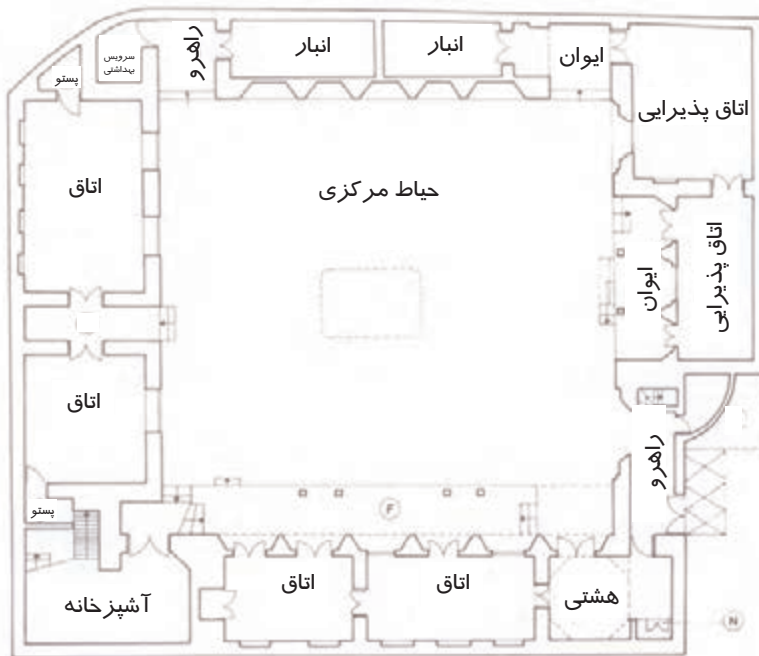 راهرو
انبار
انبار
ایوان
سرویس
بهداشتی
پستو
اتاق پذیرایی
اتاق
حیاط مرکزی
ایوان
اتاق پذیرایی
اتاق
راهرو
پستو
F
آشپزخانه
اتاق
اتاق
هشتی
N